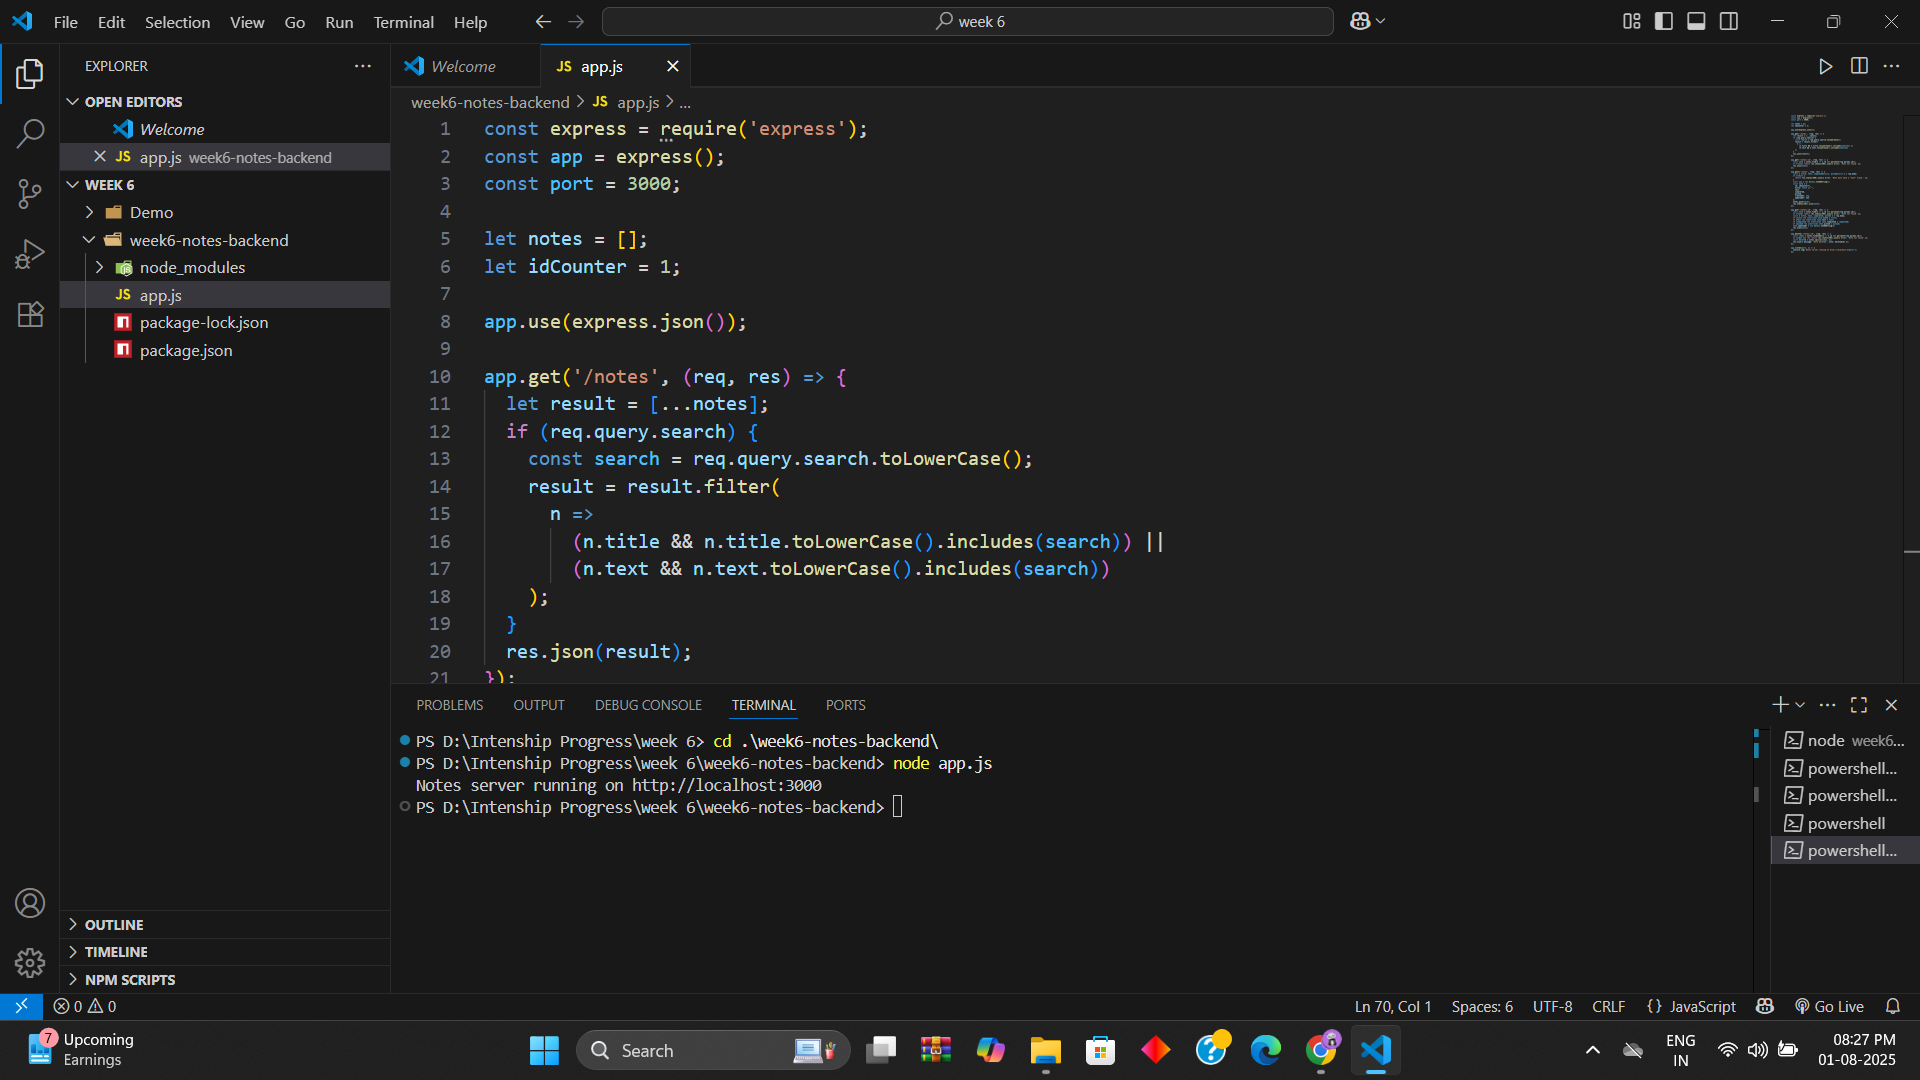 File Edit Selection View Go Run Terminal Help
week 6
EXPLORER
OPEN EDITORS
Welcome
app.js week6-notes-backend
WEEK 6
Demo
week6-notes-backend
node_modules
JS app.js
package-lock.json
package.json
OUTLINE
TIMELINE
NPM SCRIPTS
Welcome
JS app.js
week6-notes-backend > JS app.js > ...
1 const express = require('express');
2 const app = express();
3 const port = 3000;
4
5 let notes = [];
6 let idCounter = 1;
7
8 app.use(express.json());
9
10 app.get('/notes', (req, res) => {
11 let result = [...notes];
12 if (req.query.search) {
13 const search = req.query.search.toLowerCase();
14 result = result.filter(
15 n =>
16 (n.title && n.title.toLowerCase().includes(search)) ||
17 (n.text && n.text.toLowerCase().includes(search))
18 );
19 }
20 res.json(result);
21 });
PROBLEMS OUTPUT DEBUG CONSOLE TERMINAL PORTS
PS D:\Intenship Progress\week 6> cd .\week6-notes-backend\
PS D:\Intenship Progress\week 6\week6-notes-backend> node app.js
Notes server running on http://localhost:3000
PS D:\Intenship Progress\week 6\week6-notes-backend>
node week6...
powershell...
powershell...
powershell
powershell...
0 0
Ln 70, Col 1 Spaces: 6 UTF-8 CRLF {} JavaScript Go Live
7
Upcoming
Earnings
Search
ENG
IN
08:27 PM
01-08-2025